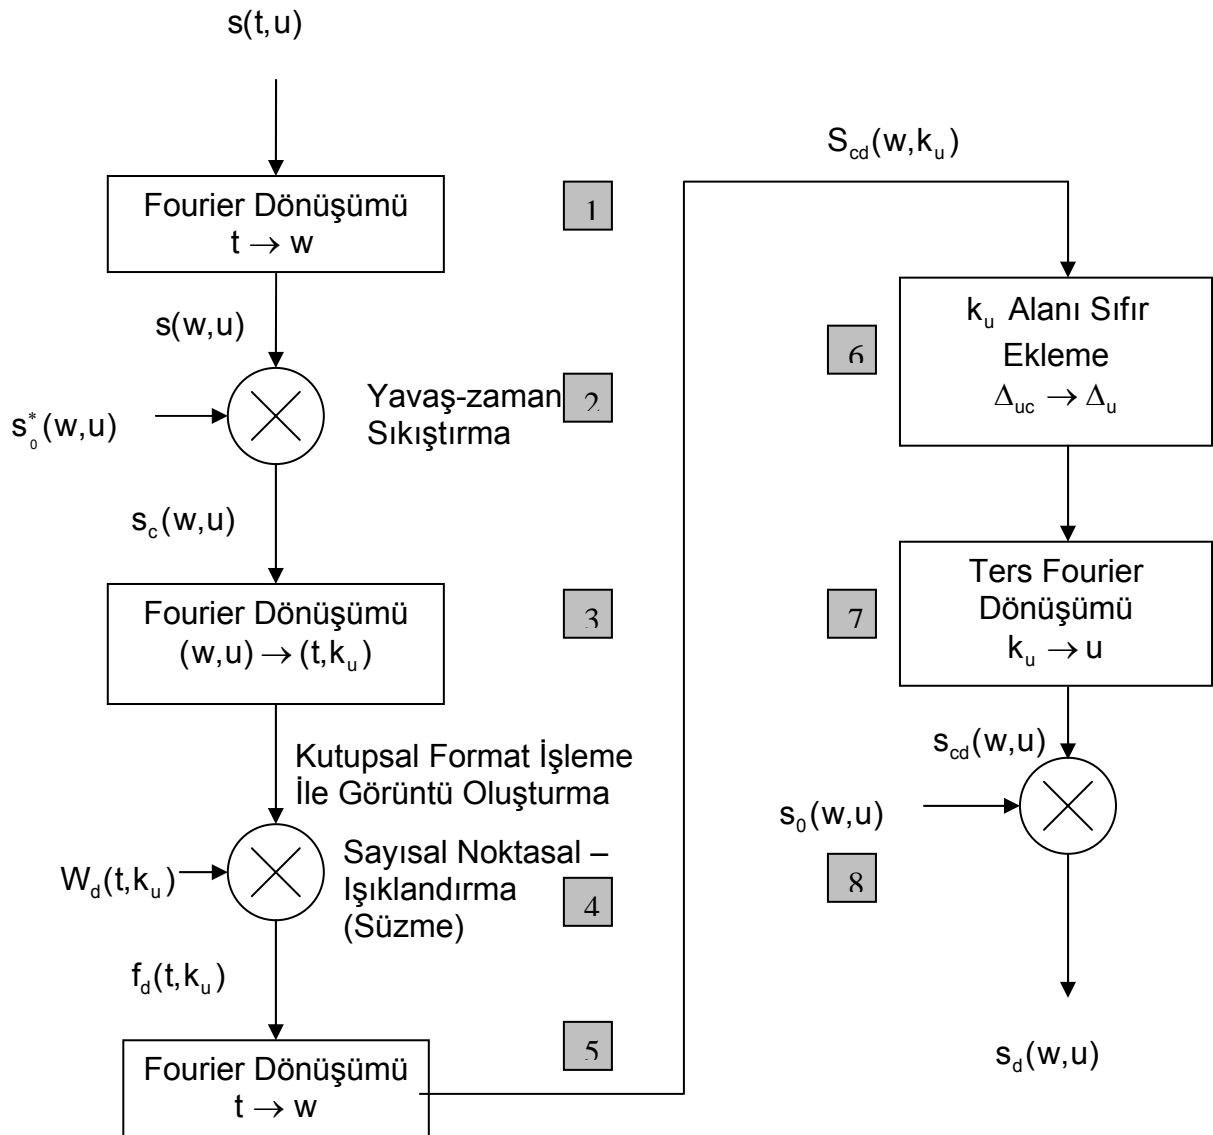 s(t,u)
Fourier Dönüşümü
t → w
1
s(w,u)
s₀*(w,u)
Yavaş-zaman
Sıkıştırma
2
s_c(w,u)
Fourier Dönüşümü
(w,u) → (t,k_u)
3
Kutupsal Format İşleme
İle Görüntü Oluşturma
W_d(t,k_u)
Sayısal Noktasal –
Işıklandırma
(Süzme)
4
f_d(t,k_u)
5
Fourier Dönüşümü
t → w
S_cd(w,k_u)
k_u Alanı Sıfır
Ekleme
Δ_uc → Δ_u
6
Ters Fourier
Dönüşümü
k_u → u
7
s_cd(w,u)
s₀(w,u)
8
s_d(w,u)